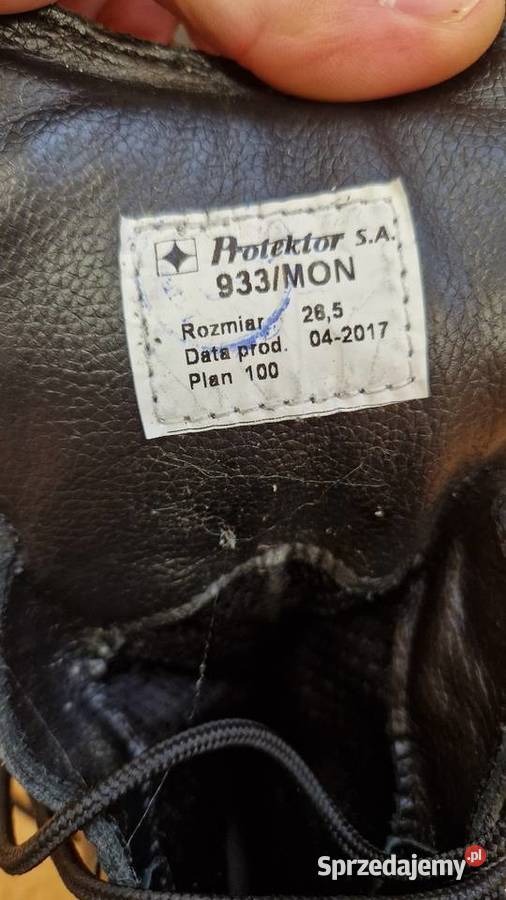 Protektor S.A.
933/MON
Rozmiar 26,5
Data prod. 04-2017
Plan 100
Sprzedajemy.pl